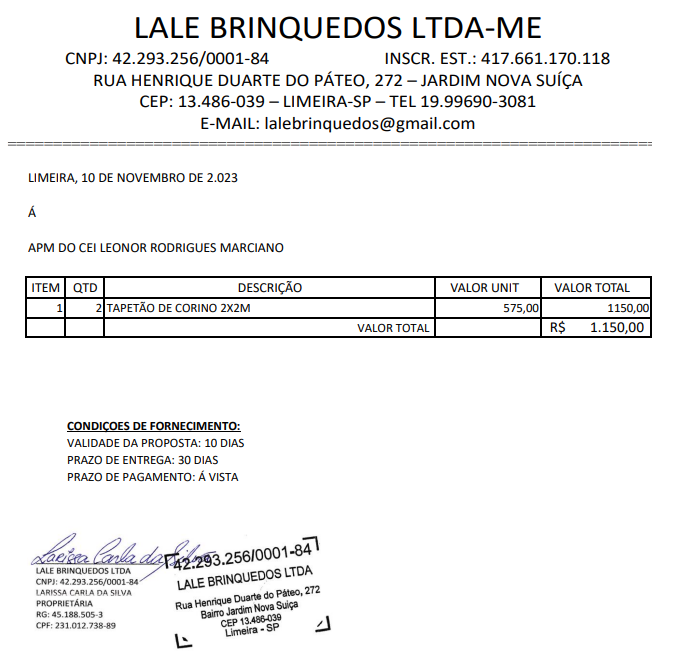 LALE BRINQUEDOS LTDA-ME
CNPJ: 42.293.256/0001-84 INSCR. EST.: 417.661.170.118
RUA HENRIQUE DUARTE DO PÁTEO, 272 – JARDIM NOVA SUÍÇA
CEP: 13.486-039 – LIMEIRA-SP – TEL 19.99690-3081
E-MAIL: lalebrinquedos@gmail.com
LIMEIRA, 10 DE NOVEMBRO DE 2.023
Á
APM DO CEI LEONOR RODRIGUES MARCIANO
ITEM QTD DESCRIÇÃO VALOR UNIT VALOR TOTAL
1 2 TAPETÃO DE CORINO 2X2M 575,00 1150,00
VALOR TOTAL R$ 1.150,00
CONDIÇOES DE FORNECIMENTO:
VALIDADE DA PROPOSTA: 10 DIAS
PRAZO DE ENTREGA: 30 DIAS
PRAZO DE PAGAMENTO: Á VISTA
Larissa Carla da Silva
LALE BRINQUEDOS LTDA
CNPJ: 42.293.256/0001-84
LARISSA CARLA DA SILVA
PROPRIETÁRIA
RG: 45.188.505-3
CPF: 231.012.738-89
42.293.256/0001-84
LALE BRINQUEDOS LTDA
Rua Henrique Duarte do Páteo, 272
Bairro Jardim Nova Suiça
CEP 13.486-039
Limeira - SP